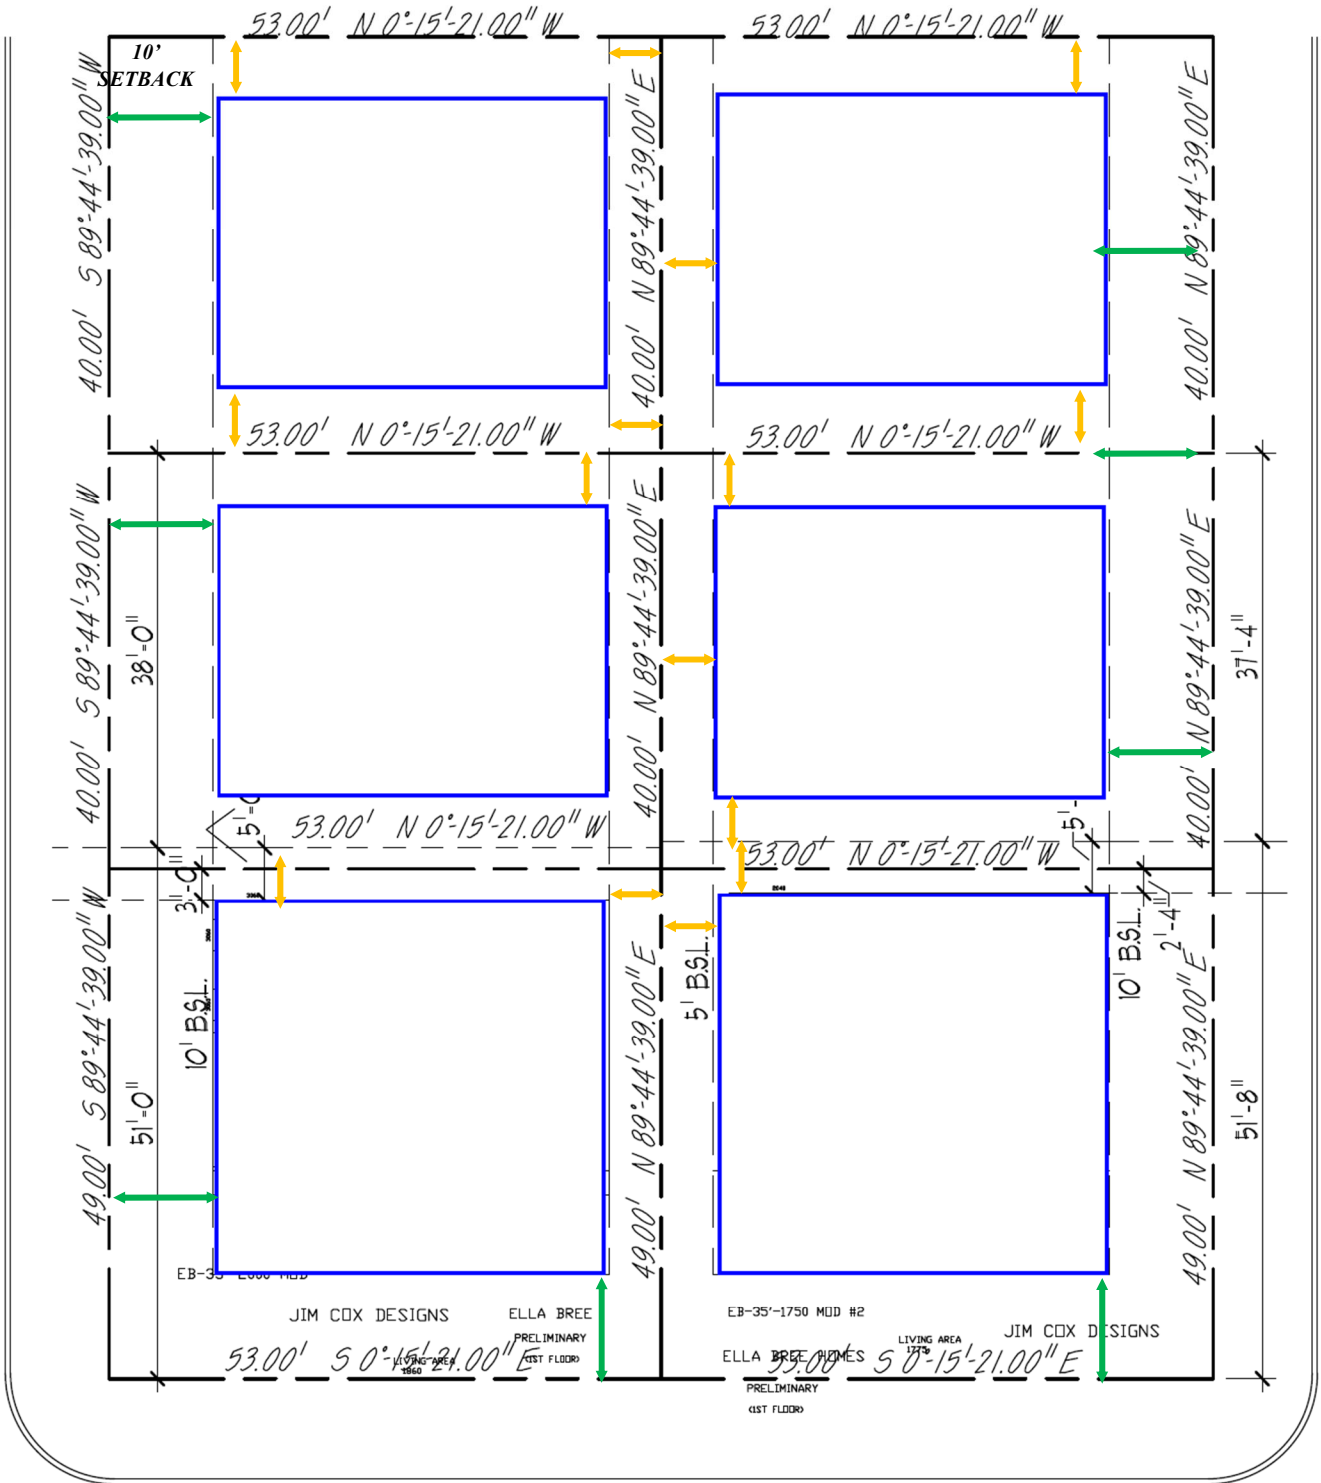 53.00' N 0°-15'-21.00" W
53.00' N 0°-15'-21.00" W
10'
SETBACK
40.00' S 89°-44'-39.00" W
40.00' N 89°-44'-39.00" E
40.00' N 89°-44'-39.00" E
53.00' N 0°-15'-21.00" W
53.00' N 0°-15'-21.00" W
40.00' S 89°-44'-39.00" W
38'-0"
40.00' N 89°-44'-39.00" E
40.00' N 89°-44'-39.00" E
37'-4"
5'-0
53.00' N 0°-15'-21.00" W
5'-
53.00' N 0°-15'-21.00" W
3'-0"
2'-4"
49.00' S 89°-44'-39.00" W
51'-0"
10' B.S.L.
49.00' N 89°-44'-39.00" E
5' B.S.L.
10' B.S.L.
49.00' N 89°-44'-39.00" E
51'-8"
MOD
JIM COX DESIGNS
ELLA BREE
PRELIMINARY
(1ST FLOOR)
LIVING AREA
1860
53.00' S 0°-15'-21.00" E
EB-35'-1750 MOD #2
LIVING AREA
JIM COX DESIGNS
ELLA BREE HOMES
53.00' S 0°-15'-21.00" E
PRELIMINARY
(1ST FLOOR)